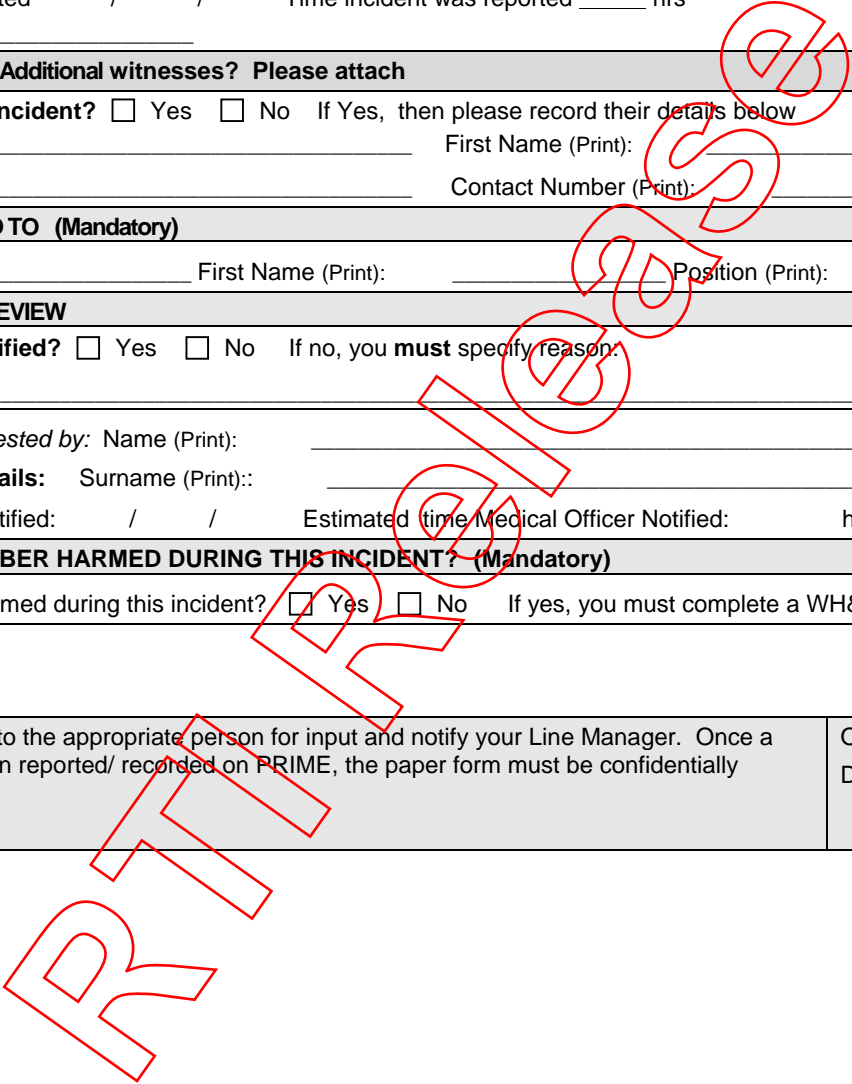 / / Time incident was reported _____ hrs
Additional witnesses? Please attach
ncident? ☐ Yes ☐ No If Yes, then please record their details below
First Name (Print):
Contact Number (Print):
TO (Mandatory)
First Name (Print): Position (Print):
EVIEW
ified? ☐ Yes ☐ No If no, you must specify reason:
ested by: Name (Print):
ails: Surname (Print)::
tified: / / Estimated time Medical Officer Notified: h
BER HARMED DURING THIS INCIDENT? (Mandatory)
med during this incident? ☐ Yes ☐ No If yes, you must complete a WH&
to the appropriate person for input and notify your Line Manager. Once a
n reported/ recorded on PRIME, the paper form must be confidentially
C
D
RTI Release